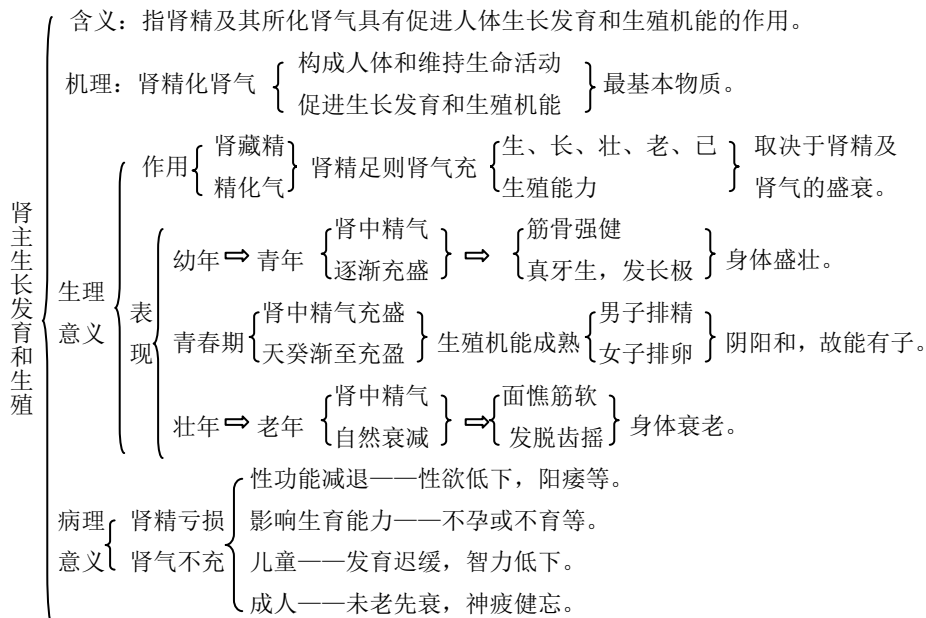 肾主生长发育和生殖
含义：指肾精及其所化肾气具有促进人体生长发育和生殖机能的作用。
机理：肾精化肾气
构成人体和维持生命活动
促进生长发育和生殖机能
最基本物质。
生理
意义
作用
肾藏精
精化气
肾精足则肾气充
生、长、壮、老、已
生殖能力
取决于肾精及
肾气的盛衰。
表现
幼年⇨青年
肾中精气
逐渐充盛
⇨
筋骨强健
真牙生，发长极
身体盛壮。
青春期
肾中精气充盛
天癸渐至充盈
生殖机能成熟
男子排精
女子排卵
阴阳和，故能有子。
壮年⇨老年
肾中精气
自然衰减
⇨
面憔筋软
发脱齿摇
身体衰老。
病理
意义
肾精亏损
肾气不充
性功能减退——性欲低下，阳痿等。
影响生育能力——不孕或不育等。
儿童——发育迟缓，智力低下。
成人——未老先衰，神疲健忘。